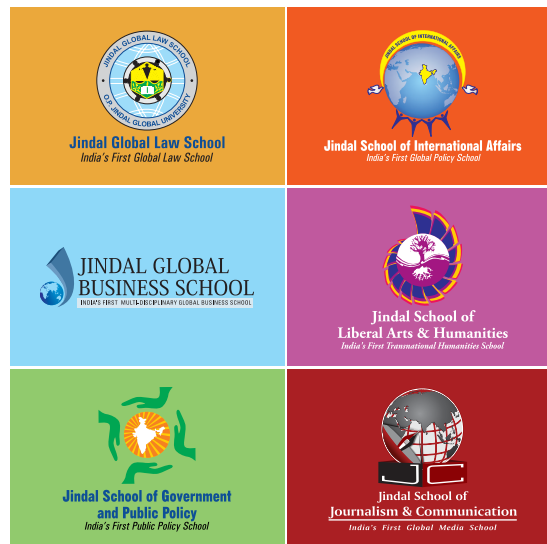 JINDAL GLOBAL LAW SCHOOL
O.P. JINDAL GLOBAL UNIVERSITY
Jindal Global Law School
India's First Global Law School
JINDAL SCHOOL OF INTERNATIONAL AFFAIRS
Jindal School of International Affairs
India's First Global Policy School
JINDAL GLOBAL
BUSINESS SCHOOL
INDIA'S FIRST MULTI-DISCIPLINARY GLOBAL BUSINESS SCHOOL
Jindal School of
Liberal Arts & Humanities
India's First Transnational Humanities School
Jindal School of Government
and Public Policy
India's First Public Policy School
J C
Jindal School of
Journalism & Communication
India's First Global Media School